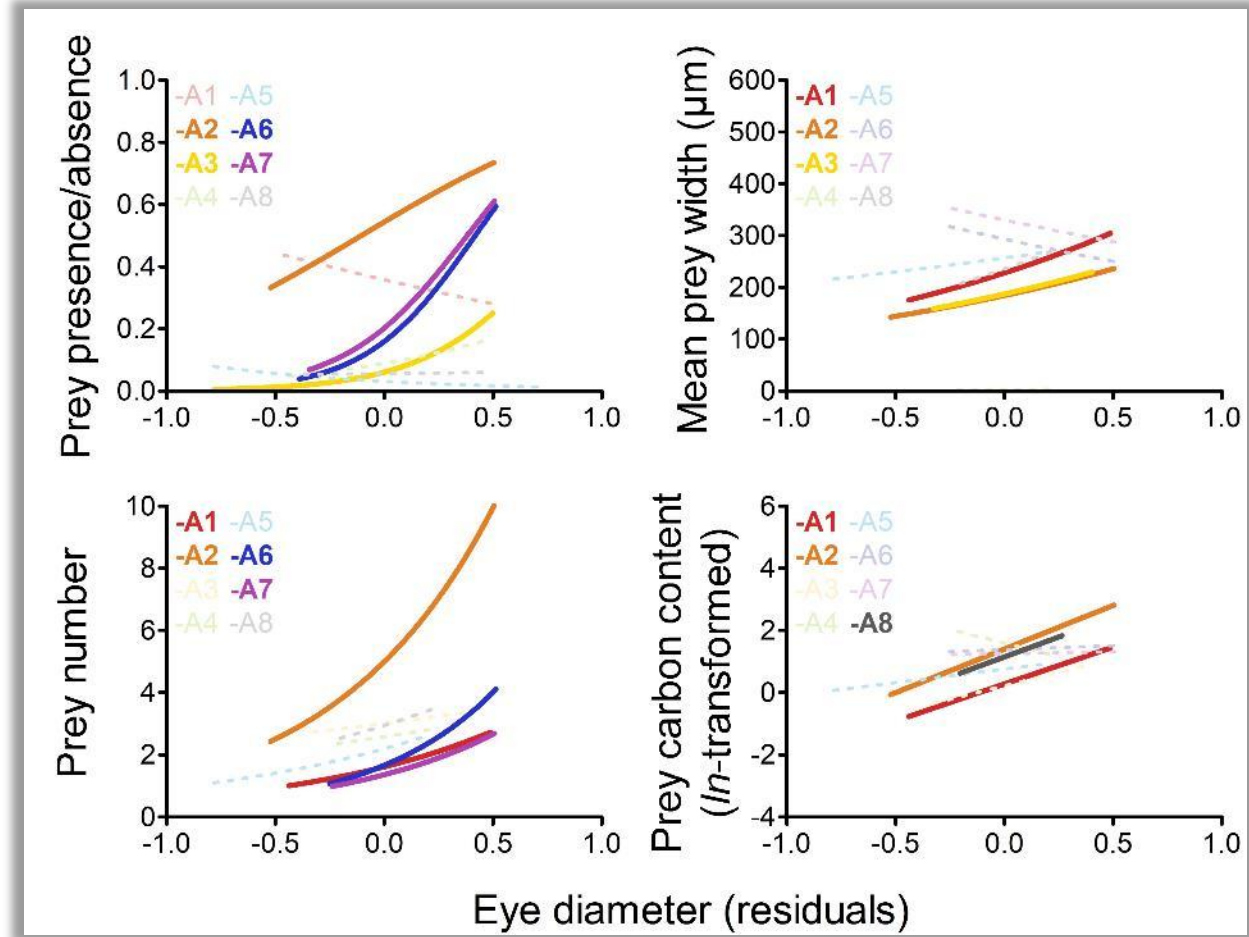 Prey presence/absence
1.0
0.8
0.6
0.4
0.2
0.0
-1.0 -0.5 0.0 0.5 1.0
-A1 -A5
-A2 -A6
-A3 -A7
-A4 -A8
Mean prey width (µm)
600
500
400
300
200
100
0
-1.0 -0.5 0.0 0.5 1.0
-A1 -A5
-A2 -A6
-A3 -A7
-A4 -A8
Prey number
10
8
6
4
2
0
-1.0 -0.5 0.0 0.5 1.0
-A1 -A5
-A2 -A6
-A3 -A7
-A4 -A8
Prey carbon content
(ln-transformed)
6
4
2
0
-2
-4
-1.0 -0.5 0.0 0.5 1.0
-A1 -A5
-A2 -A6
-A3 -A7
-A4 -A8
Eye diameter (residuals)